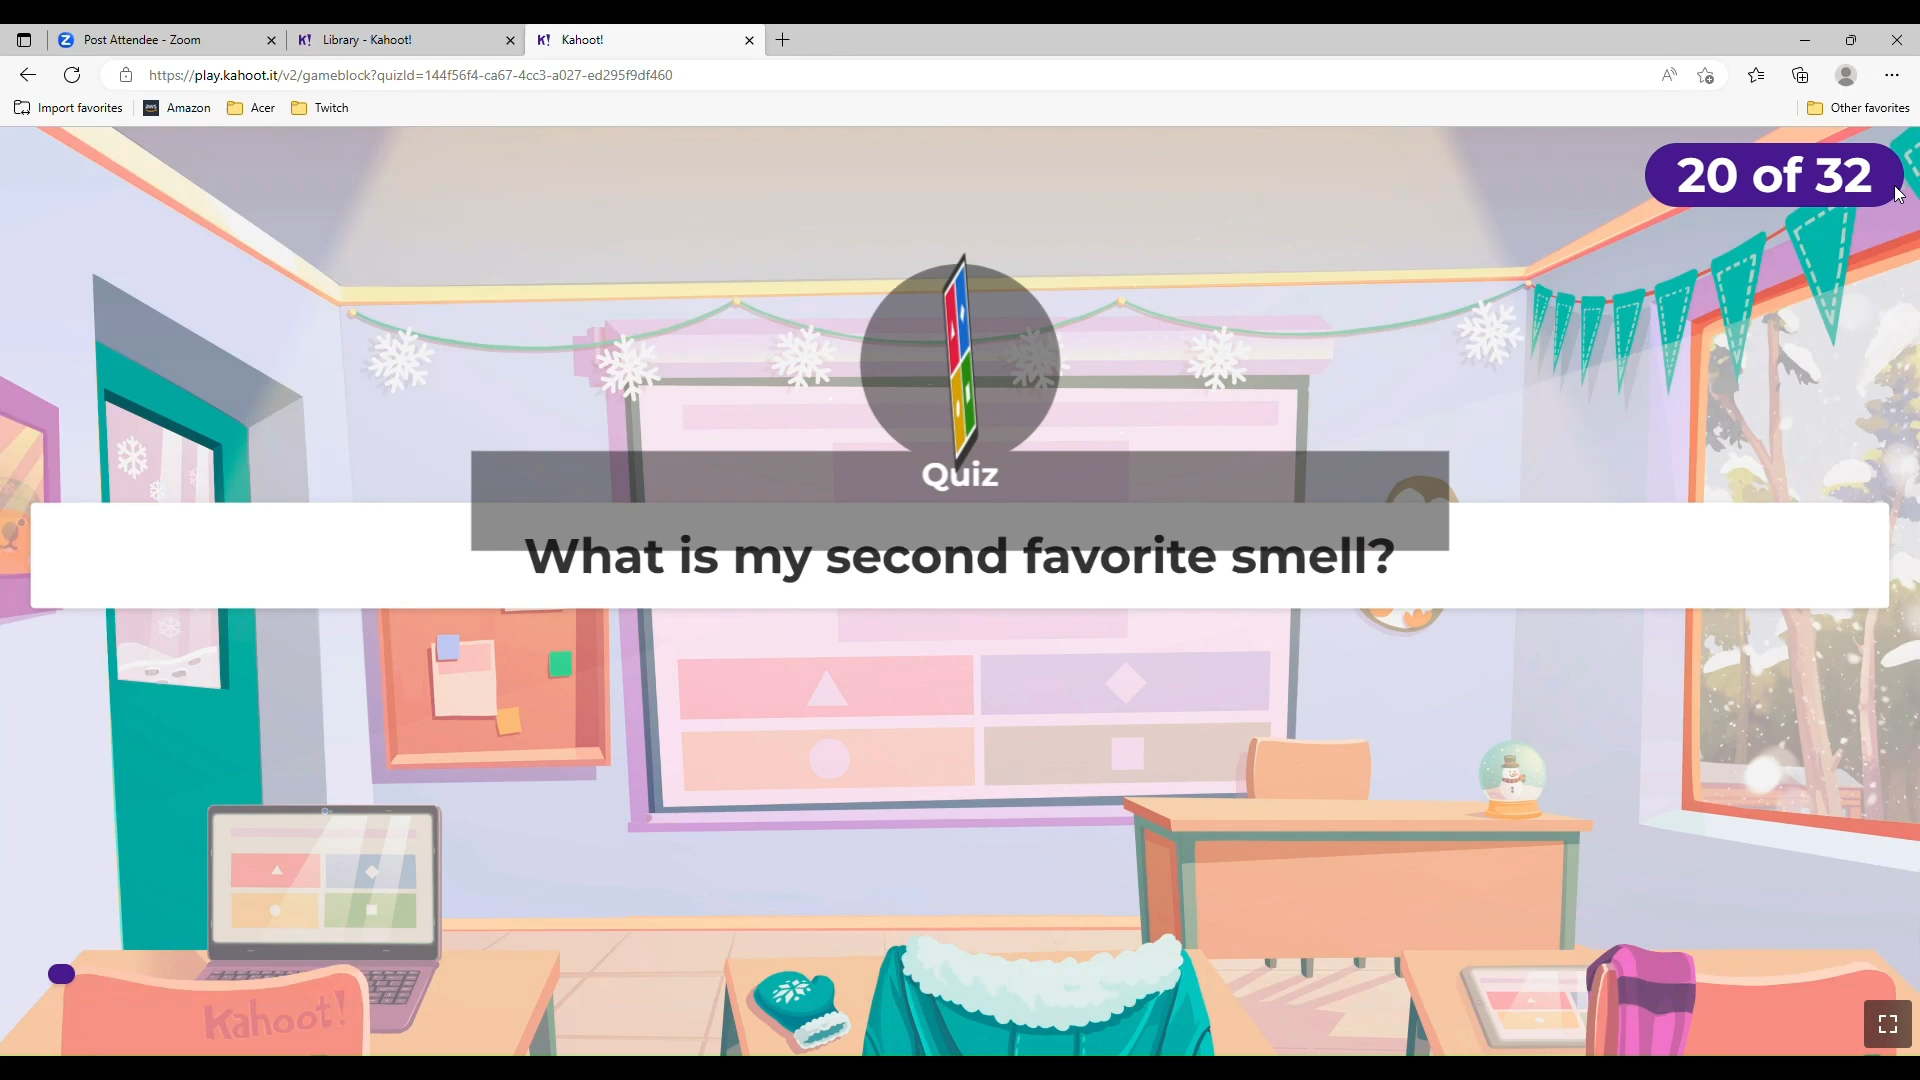 Post Attendee - Zoom
Library - Kahoot!
Kahoot!
https://play.kahoot.it/v2/gameblock?quizId=144f56f4-ca67-4cc3-a027-ed295f9df460
Import favorites
aws
Amazon
Acer
Twitch
Other favorites
20 of 32
Quiz
What is my second favorite smell?
Kahoot!